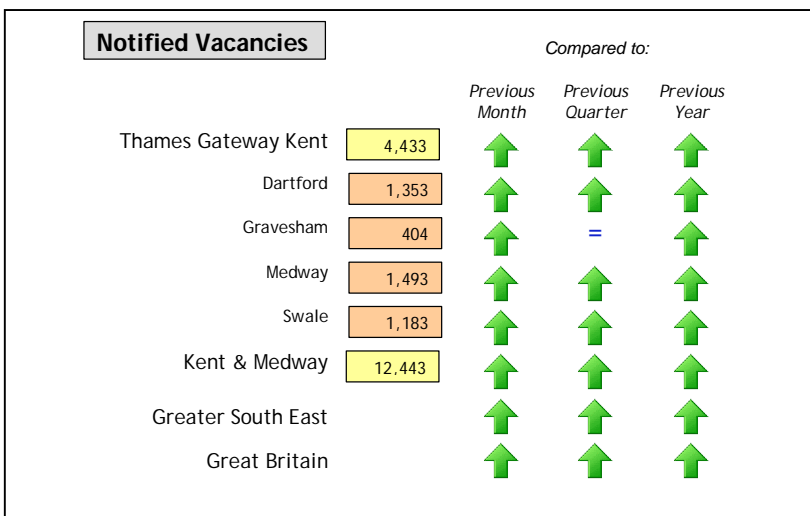 Notified Vacancies
Compared to:
Previous Month
Previous Quarter
Previous Year
Thames Gateway Kent 4,433
Dartford 1,353
Gravesham 404 =
Medway 1,493
Swale 1,183
Kent & Medway 12,443
Greater South East
Great Britain